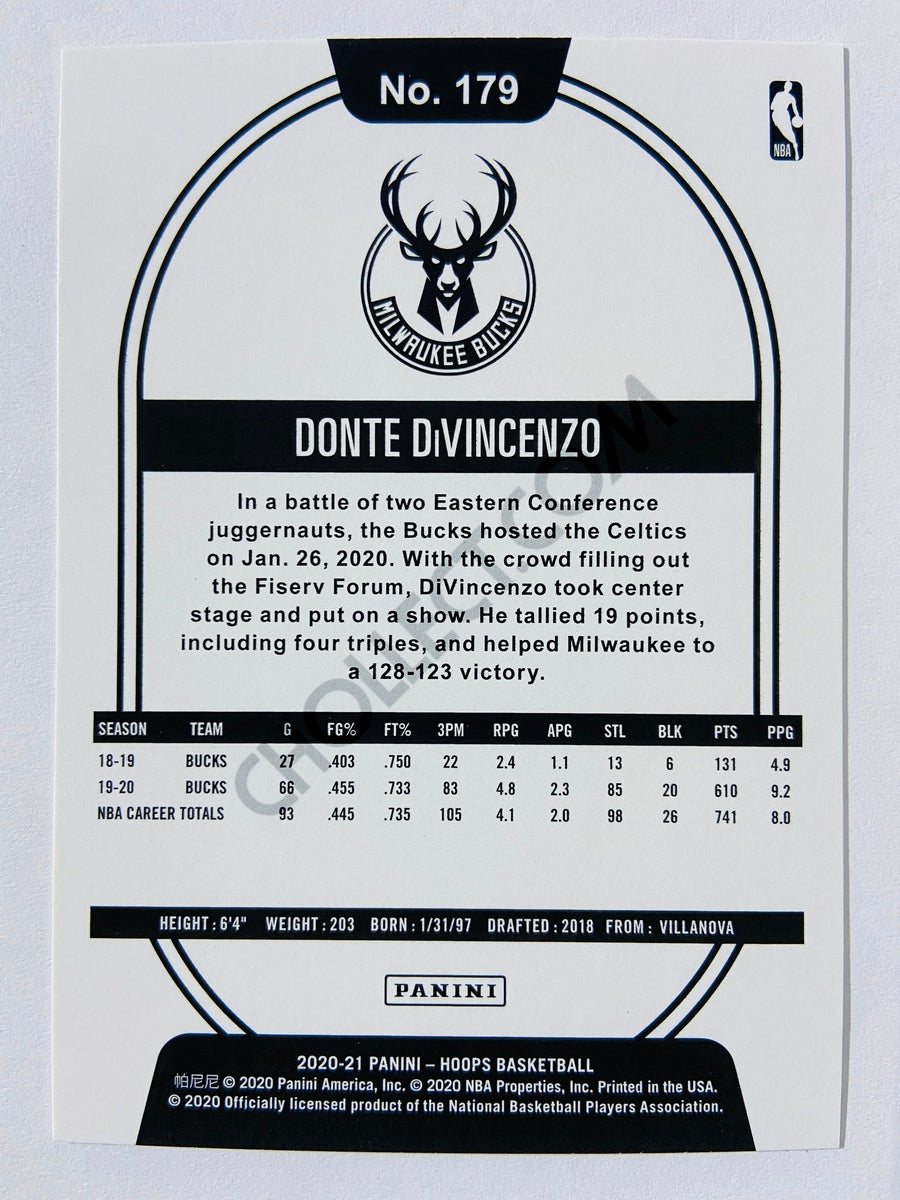 No. 179
NBA
MILWAUKEE BUCKS
DONTE DiVINCENZO
In a battle of two Eastern Conference
juggernauts, the Bucks hosted the Celtics
on Jan. 26, 2020. With the crowd filling out
the Fiserv Forum, DiVincenzo took center
stage and put on a show. He tallied 19 points,
including four triples, and helped Milwaukee to
a 128-123 victory.
CHOLLECT.COM
SEASON TEAM G FG% FT% 3PM RPG APG STL BLK PTS PPG
18-19 BUCKS 27 .403 .750 22 2.4 1.1 13 6 131 4.9
19-20 BUCKS 66 .455 .733 83 4.8 2.3 85 20 610 9.2
NBA CAREER TOTALS 93 .445 .735 105 4.1 2.0 98 26 741 8.0
HEIGHT: 6'4" WEIGHT: 203 BORN: 1/31/97 DRAFTED: 2018 FROM: VILLANOVA
PANINI
2020-21 PANINI – HOOPS BASKETBALL
帕尼尼 © 2020 Panini America, Inc. © 2020 NBA Properties, Inc. Printed in the USA.
© 2020 Officially licensed product of the National Basketball Players Association.